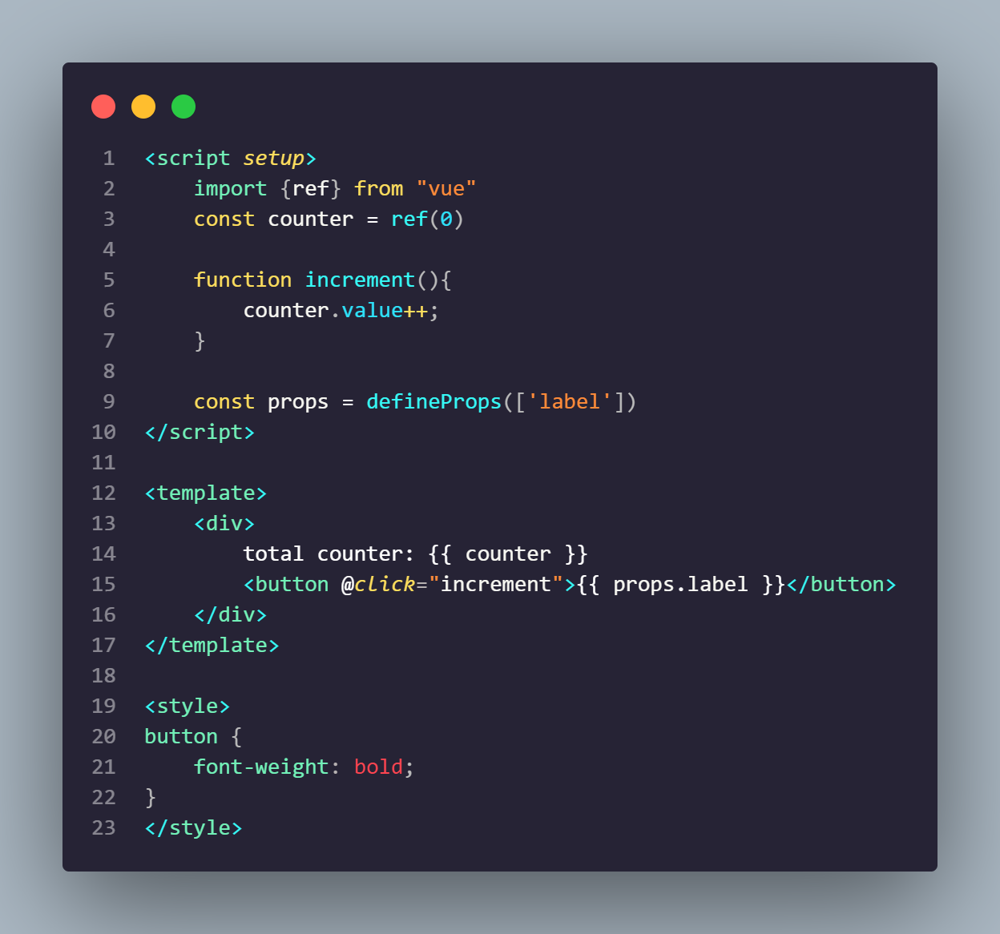 1 <script setup>
2     import {ref} from "vue"
3     const counter = ref(0)
4
5     function increment(){
6         counter.value++;
7     }
8
9     const props = defineProps(['label'])
10 </script>
11
12 <template>
13     <div>
14         total counter: {{ counter }}
15         <button @click="increment">{{ props.label }}</button>
16     </div>
17 </template>
18
19 <style>
20 button {
21     font-weight: bold;
22 }
23 </style>